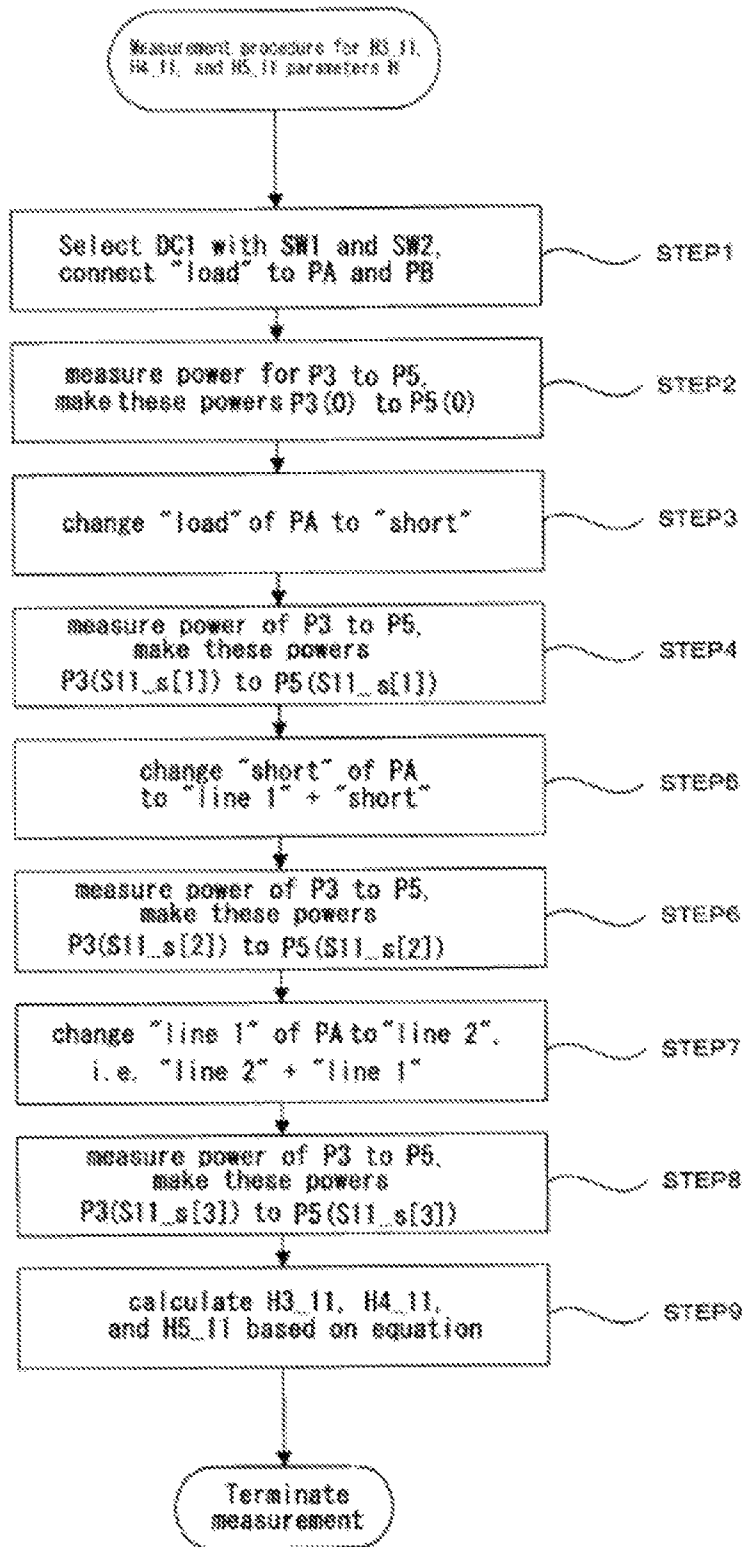 Measurement procedure for H3_11,
H4_11, and H5_11 parameters H
Select DC1 with SW1 and SW2,
connect "load" to PA and PB
STEP1
measure power for P3 to P5,
make these powers P3(0) to P5(0)
STEP2
change "load" of PA to "short"
STEP3
measure power of P3 to P5,
make these powers
P3(S11_s[1]) to P5(S11_s[1])
STEP4
change "short" of PA
to "line 1" + "short"
STEP5
measure power of P3 to P5,
make these powers
P3(S11_s[2]) to P5(S11_s[2])
STEP6
change "line 1" of PA to "line 2",
i.e. "line 2" + "line 1"
STEP7
measure power of P3 to P5,
make these powers
P3(S11_s[3]) to P5(S11_s[3])
STEP8
calculate H3_11, H4_11,
and H5_11 based on equation
STEP9
Terminate
measurement